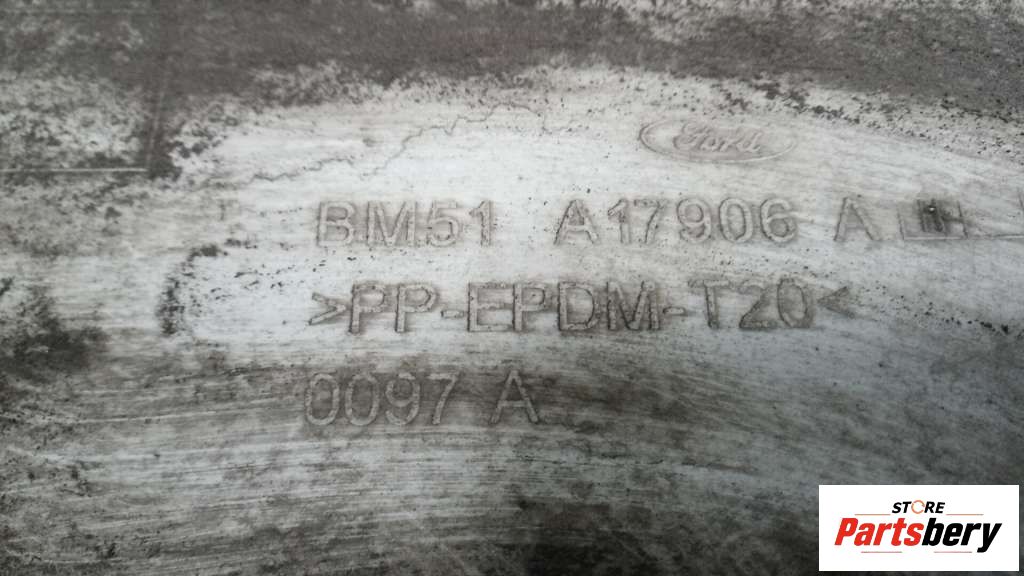 Ford
BM51 A17906 A
>PP-EPDM-T20<
0097 A
STORE
Partsbery